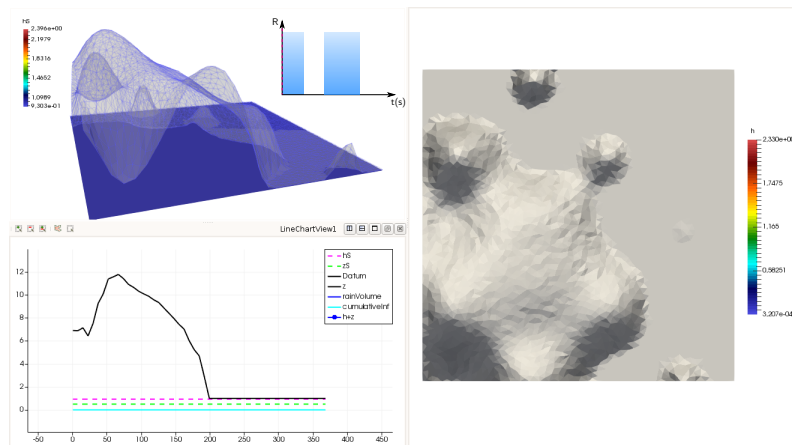 hS
2.396e+00
2.1979
1.8316
1.4652
1.0989
9.303e-01
R
t(s)
LineChartView1
hS
zS
Datum
z
rainVolume
cumulativeInf
h+z
12
10
8
6
4
2
0
-50 0 50 100 150 200 250 300 350 400 450
h
2.330e+00
1.7475
1.165
0.58251
3.207e-04